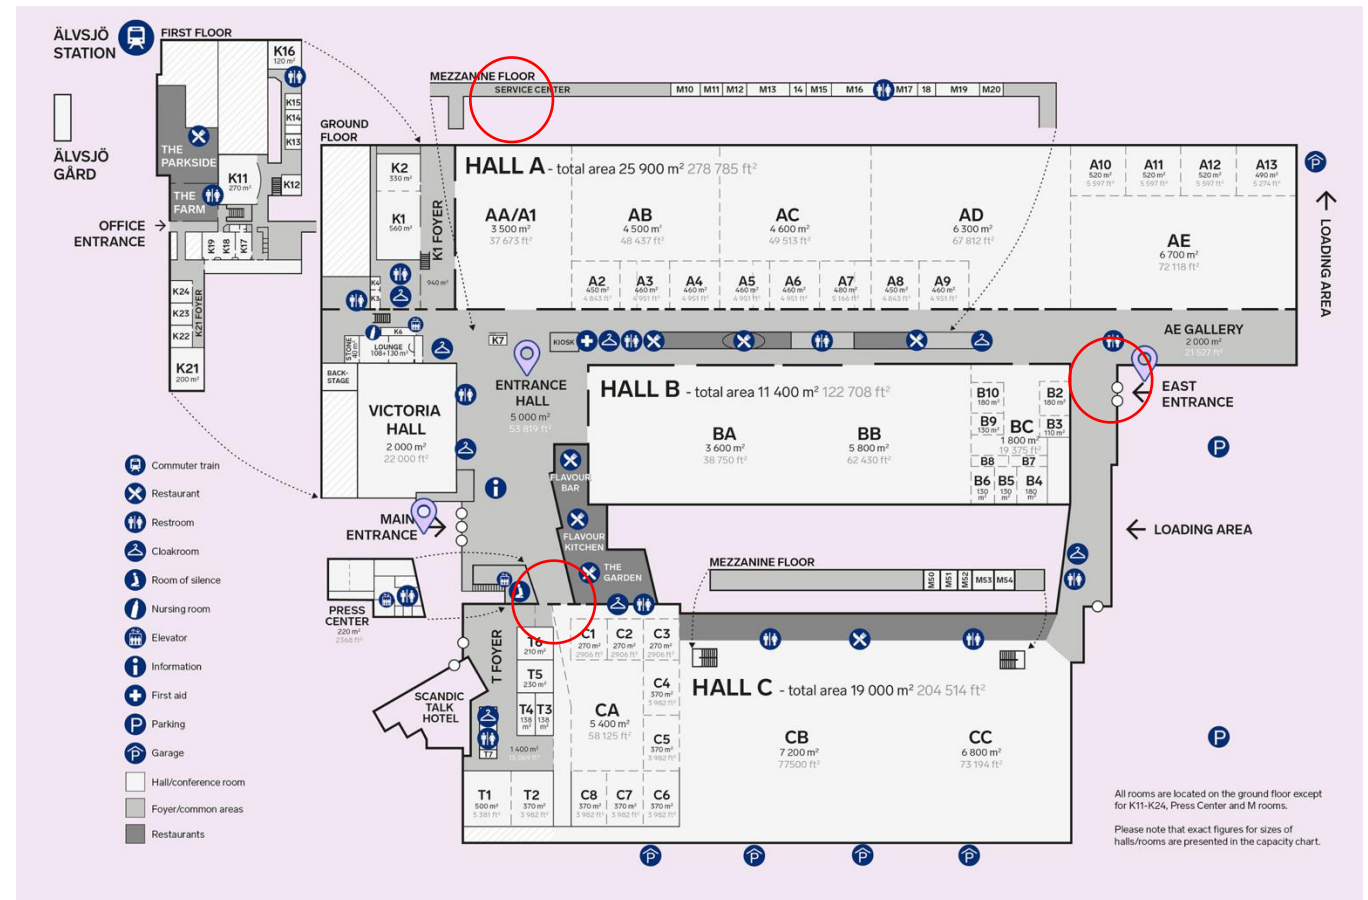 ÄLVSJÖ
STATION
FIRST FLOOR
K16
120 m²
K15
K14
K13
THE
PARKSIDE
K11
270 m²
K12
THE
FARM
ÄLVSJÖ
GÅRD
OFFICE
ENTRANCE
K19
K18
K17
K24
K23
K22
K21 FOYER
K21
200 m²
MEZZANINE FLOOR
SERVICE CENTER
M10
M11
M12
M13
14
M15
M16
M17
18
M19
M20
GROUND
FLOOR
K2
330 m²
K1
560 m²
K1 FOYER
940 m²
K4
K3
HALL A - total area 25 900 m² 278 785 ft²
AA/A1
3 500 m²
37 673 ft²
AB
4 500 m²
48 437 ft²
AC
4 600 m²
49 513 ft²
AD
6 300 m²
67 812 ft²
A10
520 m²
5 597 ft²
A11
520 m²
5 597 ft²
A12
520 m²
5 597 ft²
A13
490 m²
5 274 ft²
AE
6 700 m²
72 118 ft²
A2
450 m²
4 843 ft²
A3
460 m²
4 951 ft²
A4
460 m²
4 951 ft²
A5
460 m²
4 951 ft²
A6
460 m²
4 951 ft²
A7
480 m²
5 166 ft²
A8
450 m²
4 843 ft²
A9
460 m²
4 951 ft²
P
LOADING AREA
AE GALLERY
2 000 m²
21 527 ft²
K6
LOUNGE
108+130 m²
STONE
40 m²
BACK-
STAGE
K7
KIOSK
ENTRANCE
HALL
5 000 m²
53 819 ft²
VICTORIA
HALL
2 000 m²
22 000 ft²
HALL B - total area 11 400 m² 122 708 ft²
BA
3 600 m²
38 750 ft²
BB
5 800 m²
62 430 ft²
B10
180 m²
B9
130 m²
BC
1 800 m²
19 375 ft²
B2
180 m²
B3
110 m²
B8
B7
B6
130
m²
B5
130
m²
B4
180
m²
EAST
ENTRANCE
P
LOADING AREA
FLAVOUR
BAR
FLAVOUR
KITCHEN
THE
GARDEN
i
MAIN
ENTRANCE
PRESS
CENTER
220 m²
2368 ft²
MEZZANINE FLOOR
M50
M51
M52
M53
M54
T FOYER
1 400 m²
15 069 ft²
T6
210 m²
T5
230 m²
T4
138
m²
T3
138
m²
T7
T1
500 m²
5 381 ft²
T2
370 m²
3 982 ft²
SCANDIC
TALK
HOTEL
C1
270 m²
2906 ft²
C2
270 m²
2906 ft²
C3
270 m²
2906 ft²
C4
370 m²
3 982 ft²
C5
370 m²
3 982 ft²
CA
5 400 m²
58 125 ft²
C8
370 m²
3 982 ft²
C7
370 m²
3 982 ft²
C6
370 m²
3 982 ft²
HALL C - total area 19 000 m² 204 514 ft²
CB
7 200 m²
77500 ft²
CC
6 800 m²
73 194 ft²
P
P
P
P
P
Commuter train
Restaurant
Restroom
Cloakroom
Room of silence
Nursing room
Elevator
i Information
First aid
P Parking
P Garage
Hall/conference room
Foyer/common areas
Restaurants
All rooms are located on the ground floor except
for K11-K24, Press Center and M rooms.
Please note that exact figures for sizes of
halls/rooms are presented in the capacity chart.